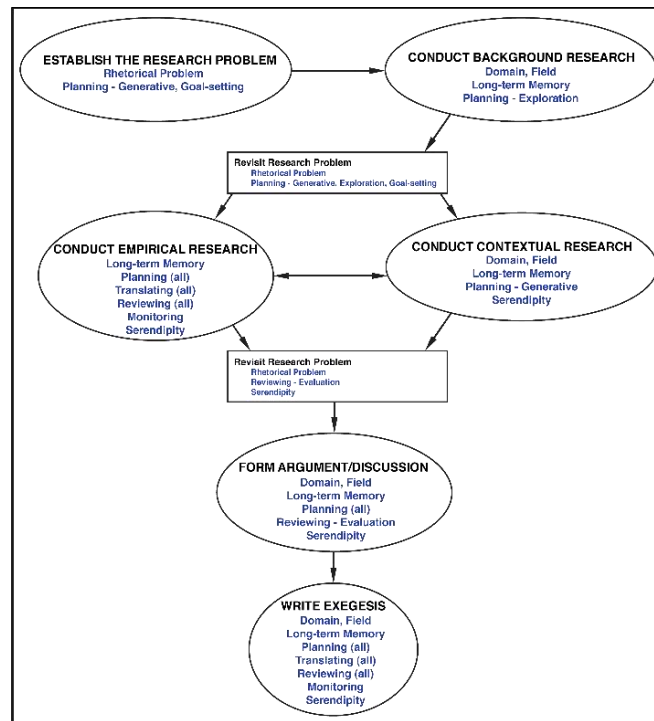 ESTABLISH THE RESEARCH PROBLEM
Rhetorical Problem
Planning - Generative, Goal-setting
CONDUCT BACKGROUND RESEARCH
Domain, Field
Long-term Memory
Planning - Exploration
Revisit Research Problem
Rhetorical Problem
Planning - Generative, Exploration, Goal-setting
CONDUCT EMPIRICAL RESEARCH
Long-term Memory
Planning (all)
Translating (all)
Reviewing (all)
Monitoring
Serendipity
CONDUCT CONTEXTUAL RESEARCH
Domain, Field
Long-term Memory
Planning - Generative
Serendipity
Revisit Research Problem
Rhetorical Problem
Reviewing - Evaluation
Serendipity
FORM ARGUMENT/DISCUSSION
Domain, Field
Long-term Memory
Planning (all)
Reviewing - Evaluation
Serendipity
WRITE EXEGESIS
Domain, Field
Long-term Memory
Planning (all)
Translating (all)
Reviewing (all)
Monitoring
Serendipity